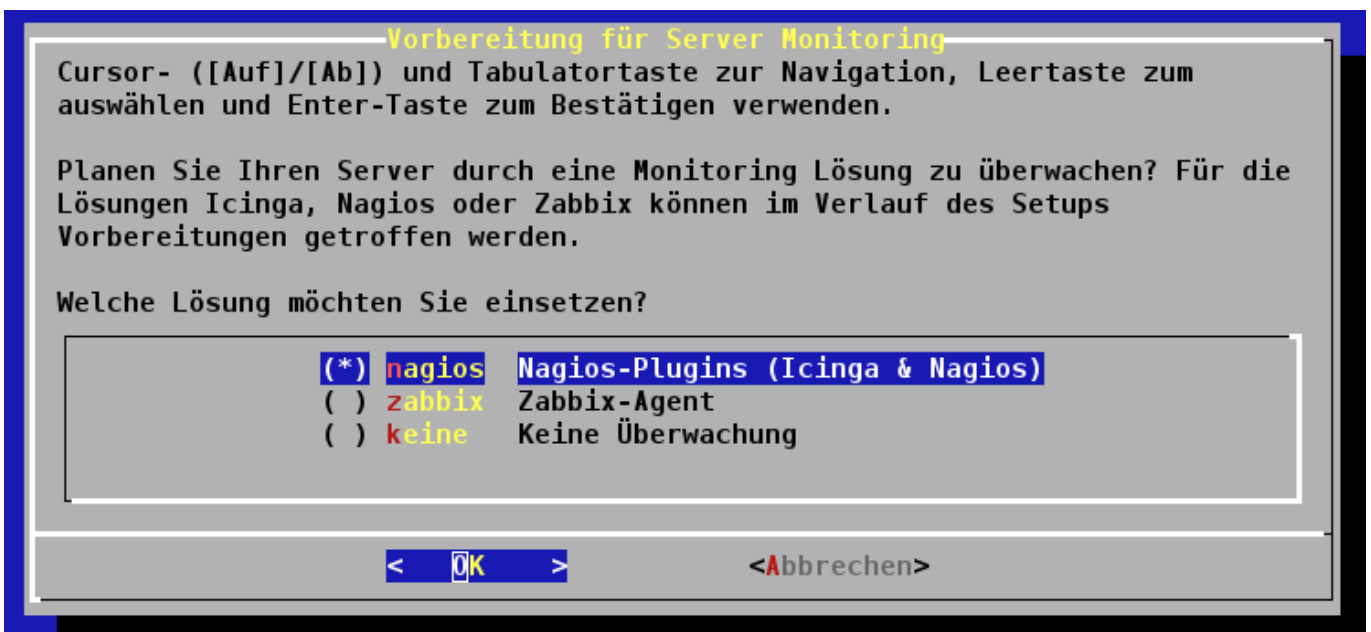 Vorbereitung für Server Monitoring
Cursor- ([Auf]/[Ab]) und Tabulatortaste zur Navigation, Leertaste zum
auswählen und Enter-Taste zum Bestätigen verwenden.
Planen Sie Ihren Server durch eine Monitoring Lösung zu überwachen? Für die
Lösungen Icinga, Nagios oder Zabbix können im Verlauf des Setups
Vorbereitungen getroffen werden.
Welche Lösung möchten Sie einsetzen?
(*) nagios Nagios-Plugins (Icinga & Nagios)
( ) zabbix Zabbix-Agent
( ) keine Keine Überwachung
< OK > <Abbrechen>